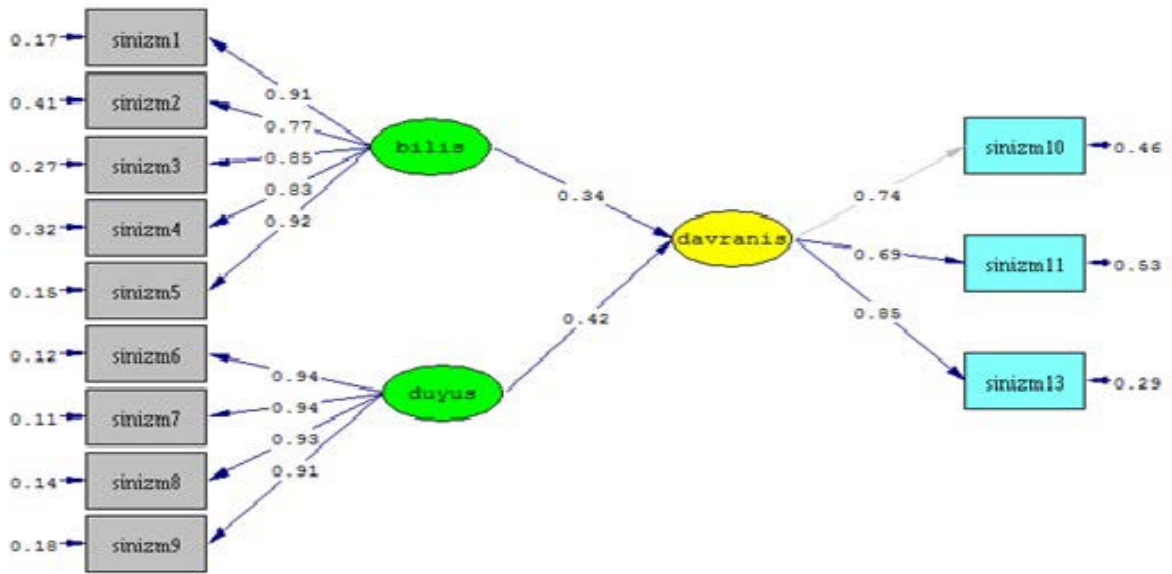 0.17
sinizm1
0.41
sinizm2
0.27
sinizm3
0.32
sinizm4
0.15
sinizm5
0.12
sinizm6
0.11
sinizm7
0.14
sinizm8
0.18
sinizm9
0.91
0.77
0.85
0.83
0.92
bilis
0.94
0.94
0.93
0.91
duyus
0.34
0.42
davranis
0.74
0.69
0.85
sinizm10
0.46
sinizm11
0.53
sinizm13
0.29